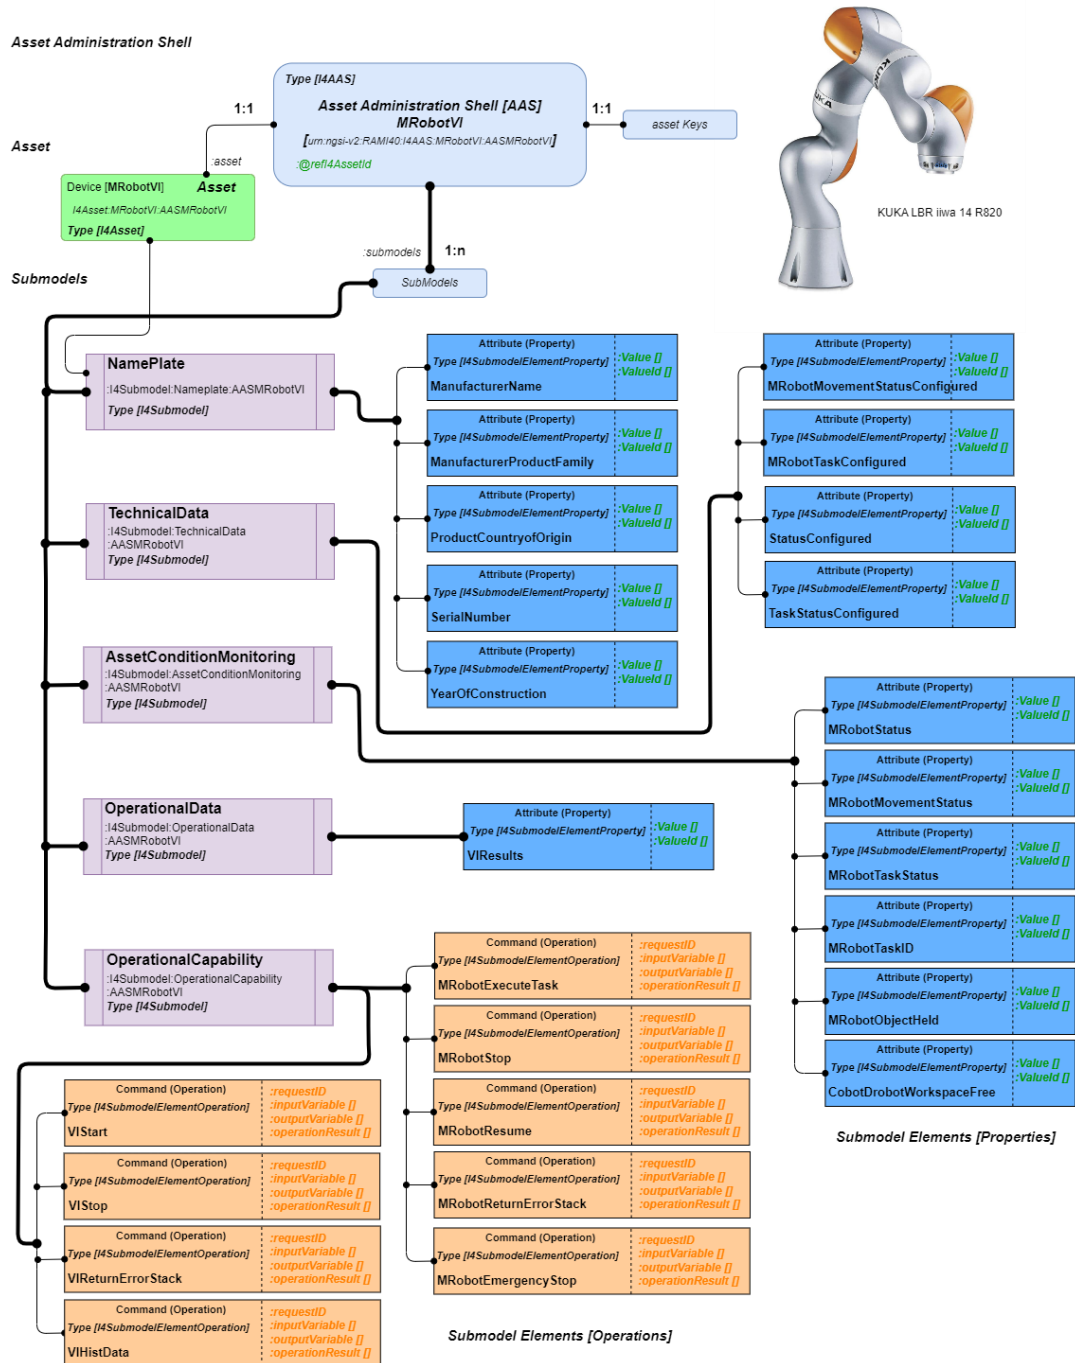 Asset Administration Shell
Type [I4AAS]
Asset Administration Shell [AAS]
MRobotVI
[urn:ngsi-v2:RAMI40:I4AAS:MRobotVI:AASMRobotVI]
:@refI4AssetId
1:1
1:1
asset Keys
KUKA
KUKA
KUKA LBR iiwa 14 R820
Asset
:asset
Device [MRobotVI]
Asset
I4Asset:MRobotVI:AASMRobotVI
Type [I4Asset]
:submodels
1:n
Submodels
SubModels
NamePlate
:I4Submodel:Nameplate:AASMRobotVI
Type [I4Submodel]
TechnicalData
:I4Submodel:TechnicalData
:AASMRobotVI
Type [I4Submodel]
AssetConditionMonitoring
:I4Submodel:AssetConditionMonitoring
:AASMRobotVI
Type [I4Submodel]
OperationalData
:I4Submodel:OperationalData
:AASMRobotVI
Type [I4Submodel]
OperationalCapability
:I4Submodel:OperationalCapability
:AASMRobotVI
Type [I4Submodel]
Attribute (Property)
Type [I4SubmodelElementProperty]
ManufacturerName
:Value []
:ValueId []
Attribute (Property)
Type [I4SubmodelElementProperty]
ManufacturerProductFamily
:Value []
:ValueId []
Attribute (Property)
Type [I4SubmodelElementProperty]
ProductCountryofOrigin
:Value []
:ValueId []
Attribute (Property)
Type [I4SubmodelElementProperty]
SerialNumber
:Value []
:ValueId []
Attribute (Property)
Type [I4SubmodelElementProperty]
YearOfConstruction
:Value []
:ValueId []
Attribute (Property)
Type [I4SubmodelElementProperty]
MRobotMovementStatusConfigured
:Value []
:ValueId []
Attribute (Property)
Type [I4SubmodelElementProperty]
MRobotTaskConfigured
:Value []
:ValueId []
Attribute (Property)
Type [I4SubmodelElementProperty]
StatusConfigured
:Value []
:ValueId []
Attribute (Property)
Type [I4SubmodelElementProperty]
TaskStatusConfigured
:Value []
:ValueId []
Attribute (Property)
Type [I4SubmodelElementProperty]
MRobotStatus
:Value []
:ValueId []
Attribute (Property)
Type [I4SubmodelElementProperty]
MRobotMovementStatus
:Value []
:ValueId []
Attribute (Property)
Type [I4SubmodelElementProperty]
MRobotTaskStatus
:Value []
:ValueId []
Attribute (Property)
Type [I4SubmodelElementProperty]
MRobotTaskID
:Value []
:ValueId []
Attribute (Property)
Type [I4SubmodelElementProperty]
MRobotObjectHeld
:Value []
:ValueId []
Attribute (Property)
Type [I4SubmodelElementProperty]
CobotDrobotWorkspaceFree
:Value []
:ValueId []
Submodel Elements [Properties]
Attribute (Property)
Type [I4SubmodelElementProperty]
VIResults
:Value []
:ValueId []
Command (Operation)
Type [I4SubmodelElementOperation]
MRobotExecuteTask
:requestID
:inputVariable []
:outputVariable []
:operationResult []
Command (Operation)
Type [I4SubmodelElementOperation]
MRobotStop
:requestID
:inputVariable []
:outputVariable []
:operationResult []
Command (Operation)
Type [I4SubmodelElementOperation]
MRobotResume
:requestID
:inputVariable []
:outputVariable []
:operationResult []
Command (Operation)
Type [I4SubmodelElementOperation]
MRobotReturnErrorStack
:requestID
:inputVariable []
:outputVariable []
:operationResult []
Command (Operation)
Type [I4SubmodelElementOperation]
MRobotEmergencyStop
:requestID
:inputVariable []
:outputVariable []
:operationResult []
Command (Operation)
Type [I4SubmodelElementOperation]
VIStart
:requestID
:inputVariable []
:outputVariable []
:operationResult []
Command (Operation)
Type [I4SubmodelElementOperation]
VIStop
:requestID
:inputVariable []
:outputVariable []
:operationResult []
Command (Operation)
Type [I4SubmodelElementOperation]
VIReturnErrorStack
:requestID
:inputVariable []
:outputVariable []
:operationResult []
Command (Operation)
Type [I4SubmodelElementOperation]
VIHistData
:requestID
:inputVariable []
:outputVariable []
:operationResult []
Submodel Elements [Operations]